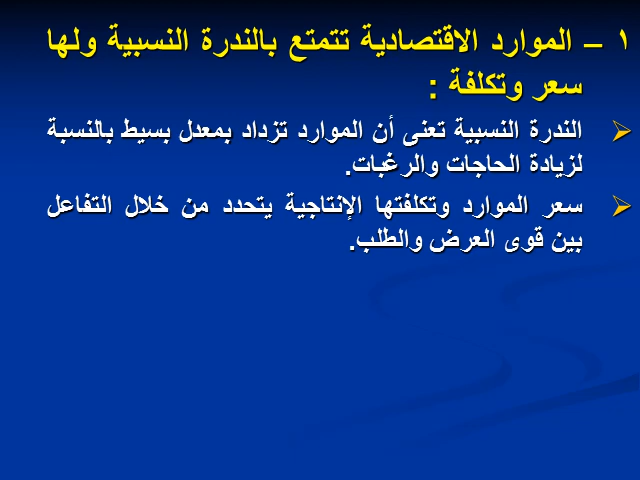 ١ – الموارد الاقتصادية تتمتع بالندرة النسبية ولها
سعر وتكلفة :
الندرة النسبية تعنى أن الموارد تزداد بمعدل بسيط بالنسبة
لزيادة الحاجات والرغبات.
سعر الموارد وتكلفتها الإنتاجية يتحدد من خلال التفاعل
بين قوى العرض والطلب.